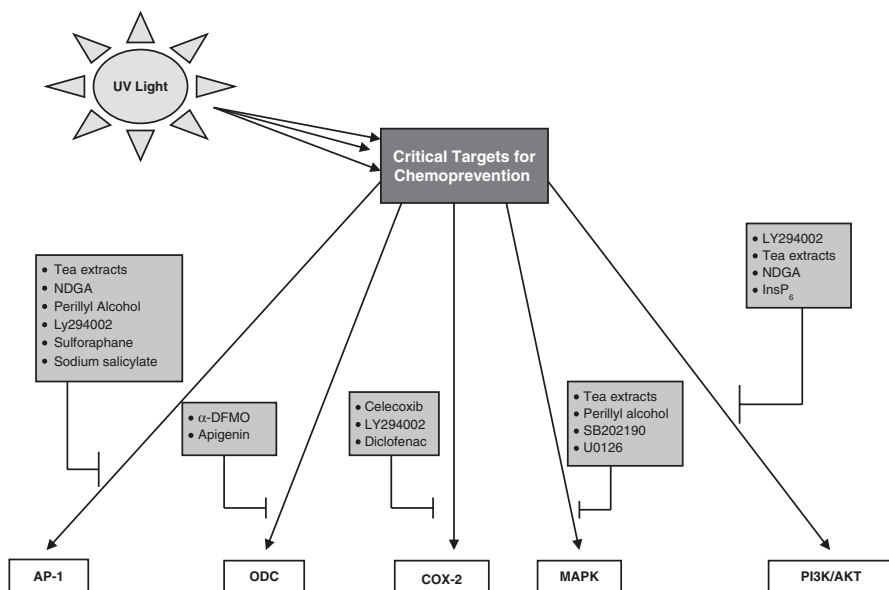 UV Light
Critical Targets for
Chemoprevention
• Tea extracts
• NDGA
• Perillyl Alcohol
• Ly294002
• Sulforaphane
• Sodium salicylate
• α-DFMO
• Apigenin
• Celecoxib
• LY294002
• Diclofenac
• Tea extracts
• Perillyl alcohol
• SB202190
• U0126
• LY294002
• Tea extracts
• NDGA
• InsP₆
AP-1
ODC
COX-2
MAPK
PI3K/AKT